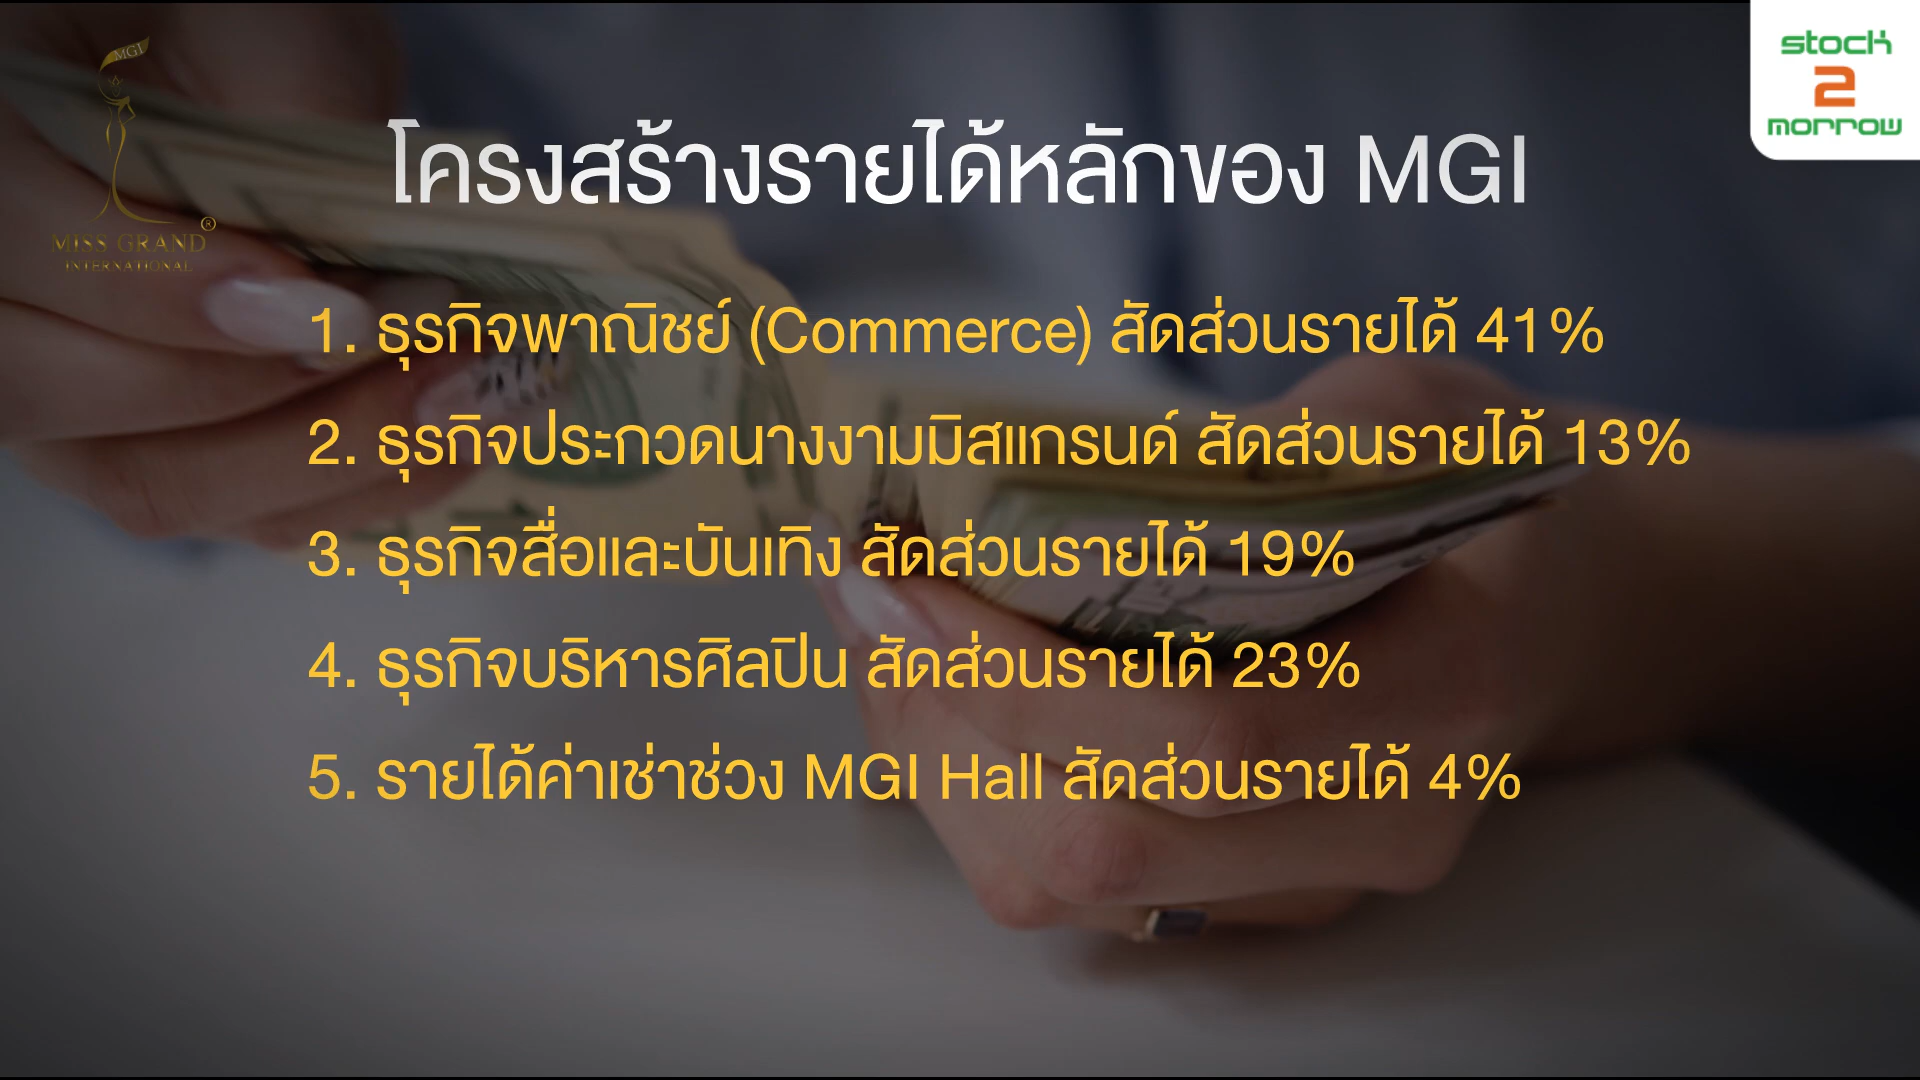 MGI
MISS GRAND ®
INTERNATIONAL
stock
2
morrow
โครงสร้างรายได้หลักของ MGI
1. ธุรกิจพาณิชย์ (Commerce) สัดส่วนรายได้ 41%
2. ธุรกิจประกวดนางงามมิสแกรนด์ สัดส่วนรายได้ 13%
3. ธุรกิจสื่อและบันเทิง สัดส่วนรายได้ 19%
4. ธุรกิจบริหารศิลปิน สัดส่วนรายได้ 23%
5. รายได้ค่าเช่าช่วง MGI Hall สัดส่วนรายได้ 4%